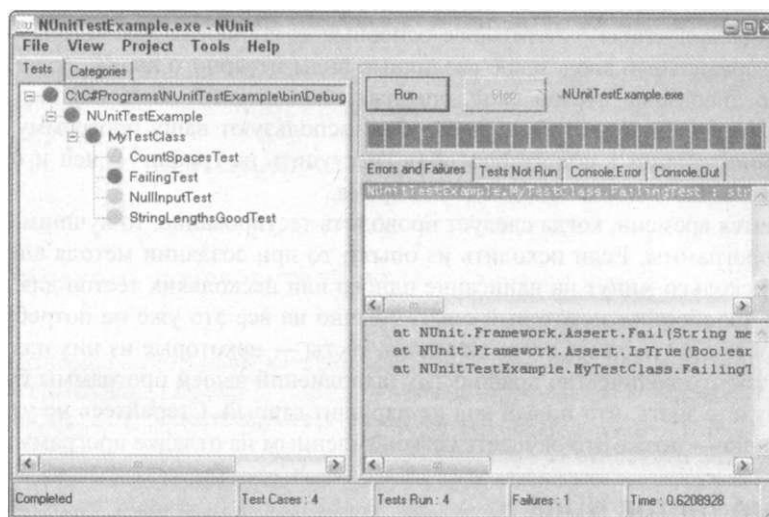 NUnitTestExample.exe - NUnit
File View Project Tools Help
Tests Categories
C:\C#Programs\NUnitTestExample\bin\Debug
NUnitTestExample
MyTestClass
CountSpacesTest
FailingTest
NullInputTest
StringLengthsGoodTest
Run Stop NUnitTestExample.exe
Errors and Failures Tests Not Run Console.Error Console.Out
NUnitTestExample.MyTestClass.FailingTest : str
at NUnit.Framework.Assert.Fail(String me
at NUnit.Framework.Assert.IsTrue(Boolear
at NUnitTestExample.MyTestClass.FailingT
Completed Test Cases : 4 Tests Run : 4 Failures : 1 Time : 0.6208928